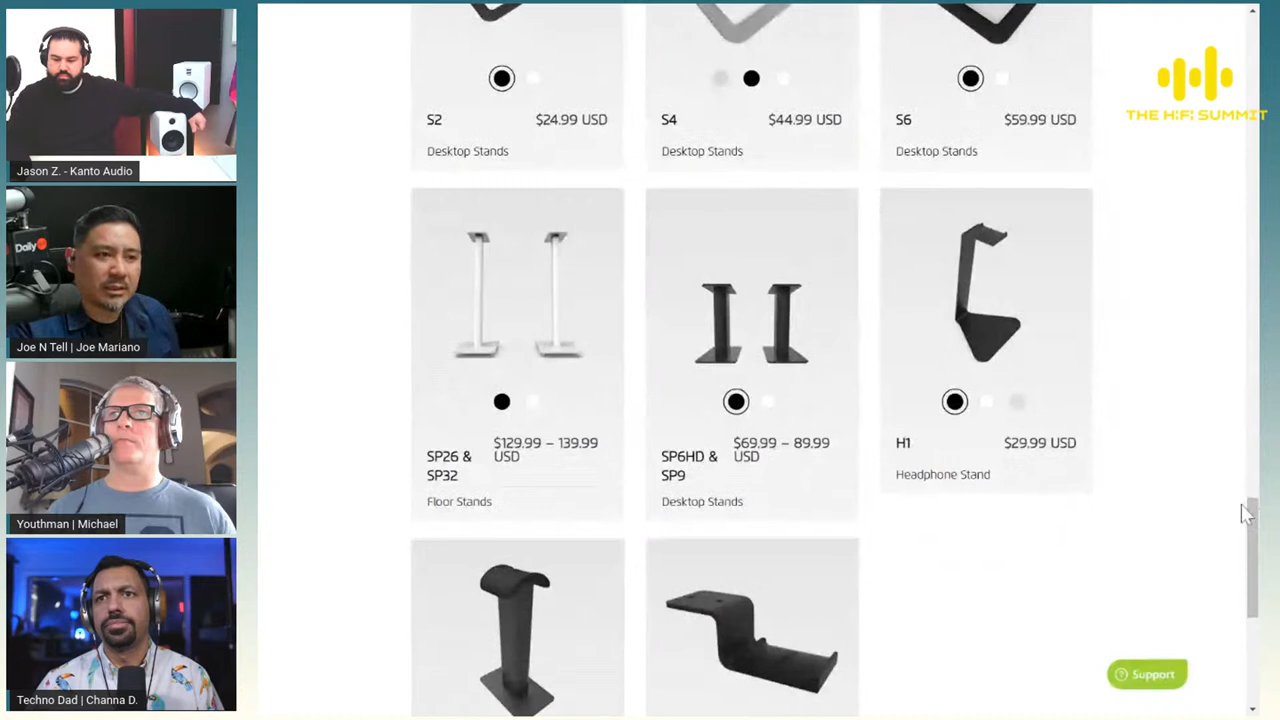 Jason Z. - Kanto Audio
Daily
Joe N Tell | Joe Mariano
Youthman | Michael
Techno Dad | Channa D.
THE HIFI SUMMIT
S2 $24.99 USD
Desktop Stands
S4 $44.99 USD
Desktop Stands
S6 $59.99 USD
Desktop Stands
SP26 &
SP32
$129.99 – 139.99
USD
Floor Stands
SP6HD &
SP9
$69.99 – 89.99
USD
Desktop Stands
H1 $29.99 USD
Headphone Stand
Support